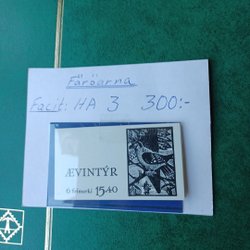 Färöarna
Facit: HA 3 300:-
ÆVINTÝR
6 frímerki 15.40